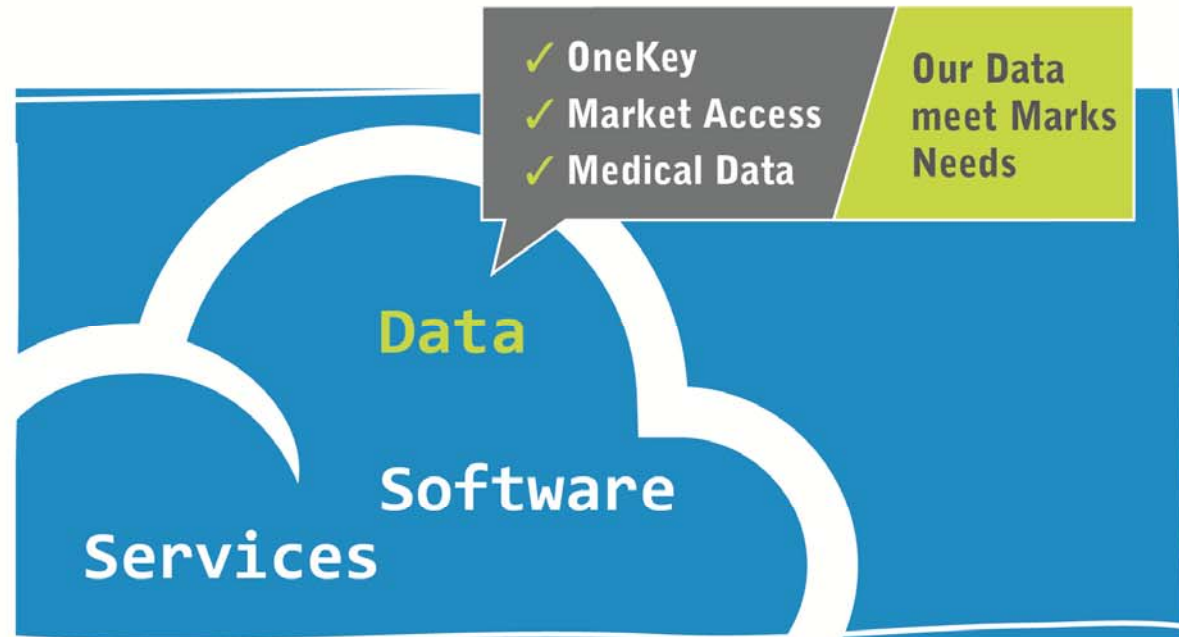 ✓ OneKey
✓ Market Access
✓ Medical Data
Our Data
meet Marks
Needs
Data
Software
Services